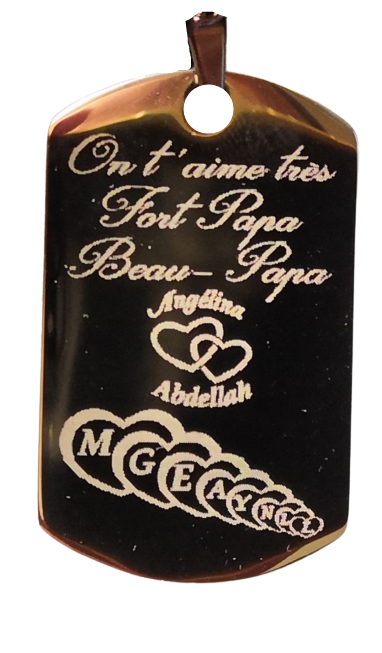 On t'aime très
Fort Papa
Beau- Papa
Angélina
Abdellah
M G E A Y N L L